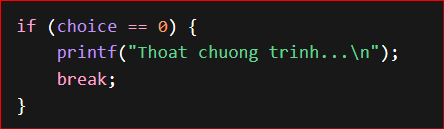 if (choice == 0) {
    printf("Thoat chuong trinh...\n");
    break;
}